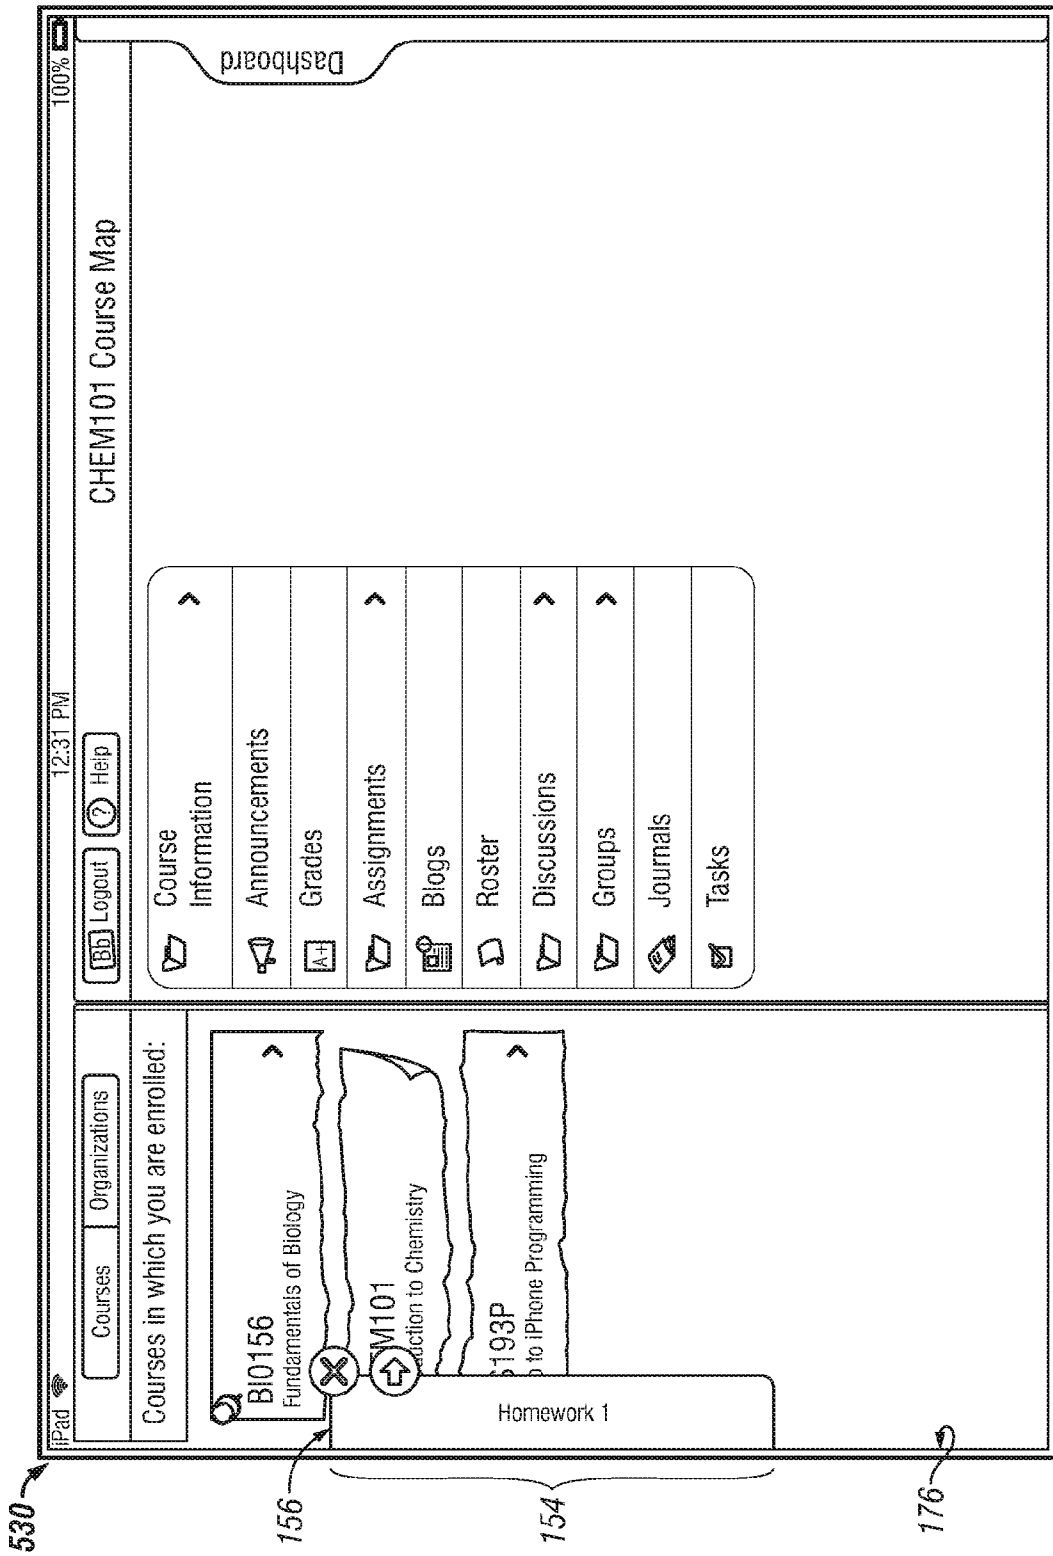 530
iPad
12:31 PM
100%
Courses
Organizations
Bb Logout
? Help
CHEM101 Course Map
Dashboard
Courses in which you are enrolled:
BI0156
Fundamentals of Biology
M101
uction to Chemistry
193P
to iPhone Programming
Homework 1
Course
Information
Announcements
A+ Grades
Assignments
Blogs
Roster
Discussions
Groups
Journals
Tasks
156
154
176